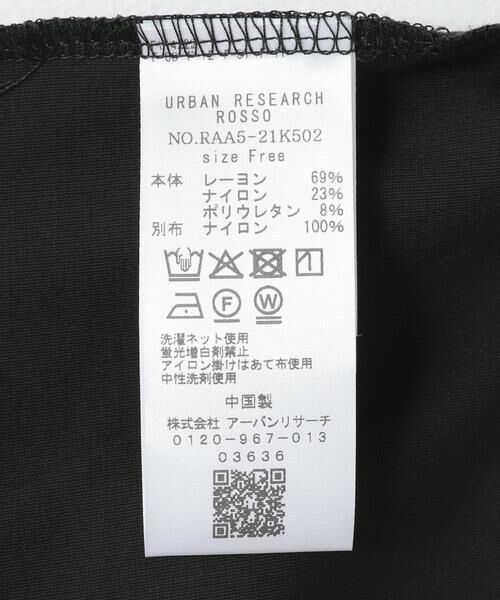 URBAN RESEARCH
ROSSO
NO.RAA5-21K502
size Free
本体 レーヨン 69%
ナイロン 23%
ポリウレタン 8%
別布 ナイロン 100%
F W
洗濯ネット使用
蛍光増白剤禁止
アイロン掛けはあて布使用
中性洗剤使用
中国製
株式会社 アーバンリサーチ
0120-967-013
03636